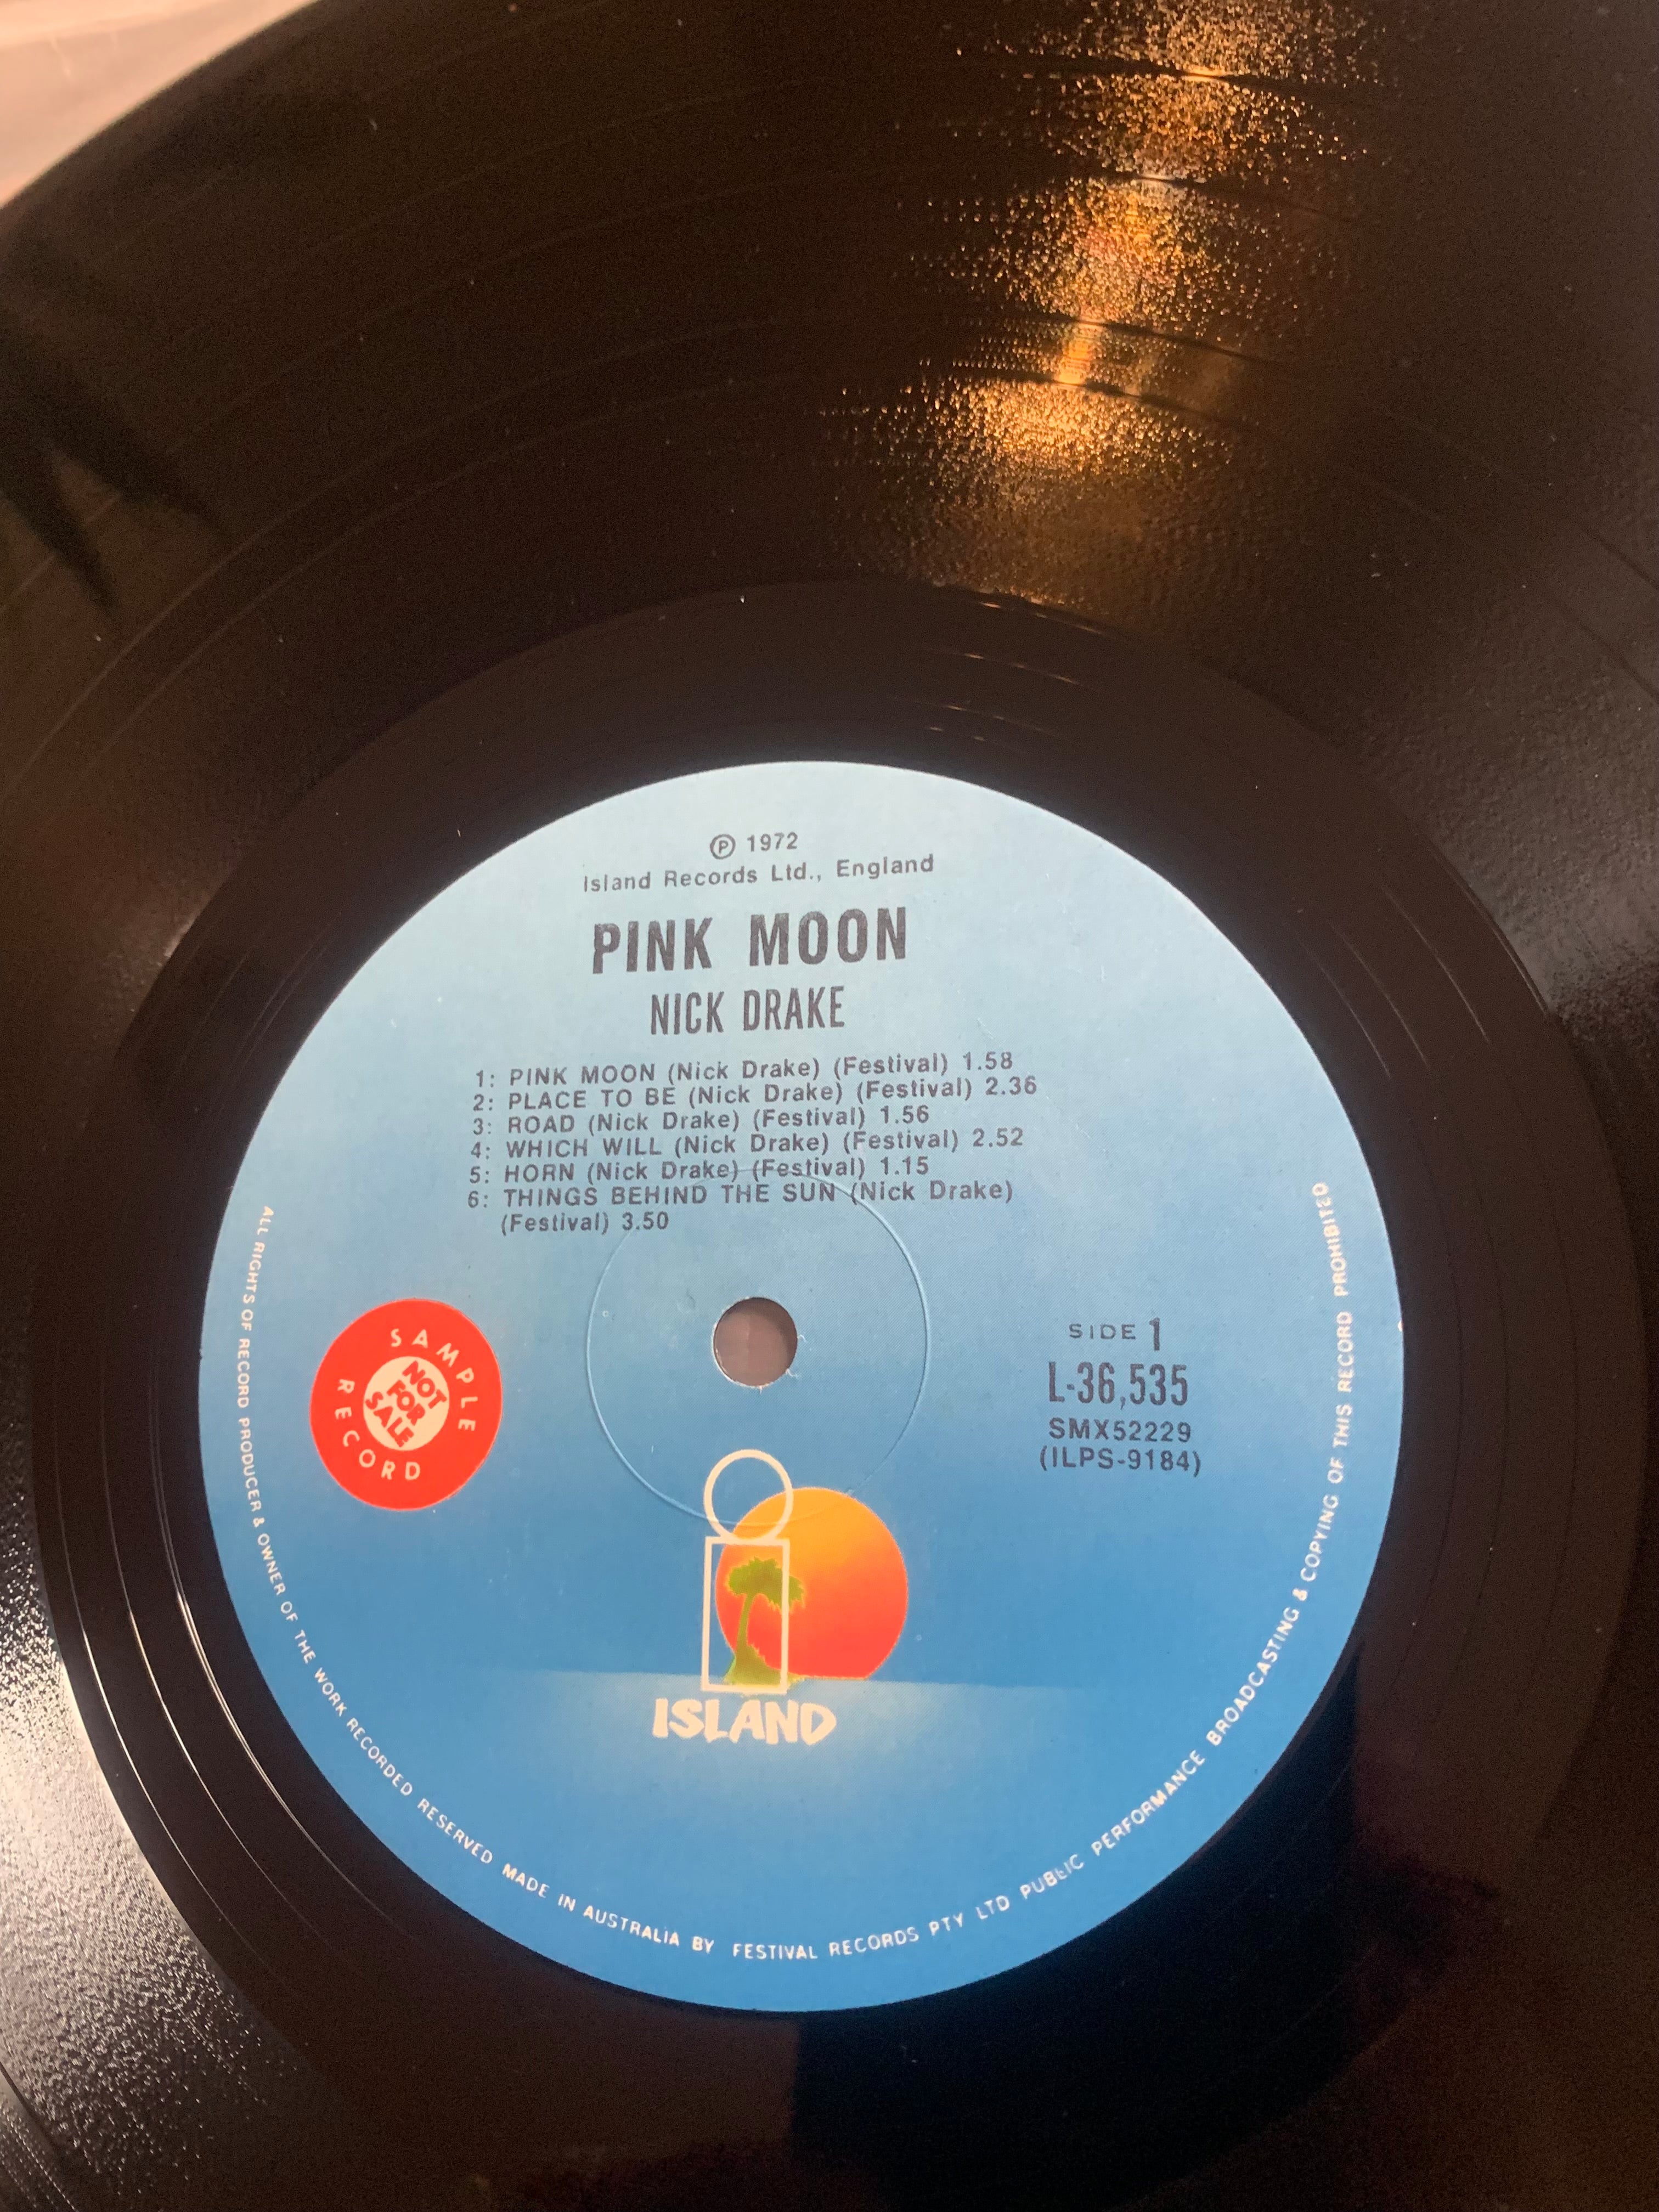 ℗ 1972
Island Records Ltd., England
PINK MOON
NICK DRAKE
1: PINK MOON (Nick Drake) (Festival) 1.58
2: PLACE TO BE (Nick Drake) (Festival) 2.36
3: ROAD (Nick Drake) (Festival) 1.56
4: WHICH WILL (Nick Drake) (Festival) 2.52
5: HORN (Nick Drake) (Festival) 1.15
6: THINGS BEHIND THE SUN (Nick Drake)
(Festival) 3.50
SAMPLE RECORD
NOT
FOR
SALE
SIDE 1
L-36,535
SMX52229
(ILPS-9184)
ISLAND
ALL RIGHTS OF RECORD PRODUCER & OWNER OF THE WORK RECORDED RESERVED MADE IN AUSTRALIA BY FESTIVAL RECORDS PTY LTD PUBLIC PERFORMANCE BROADCASTING & COPYING OF THIS RECORD PROHIBITED